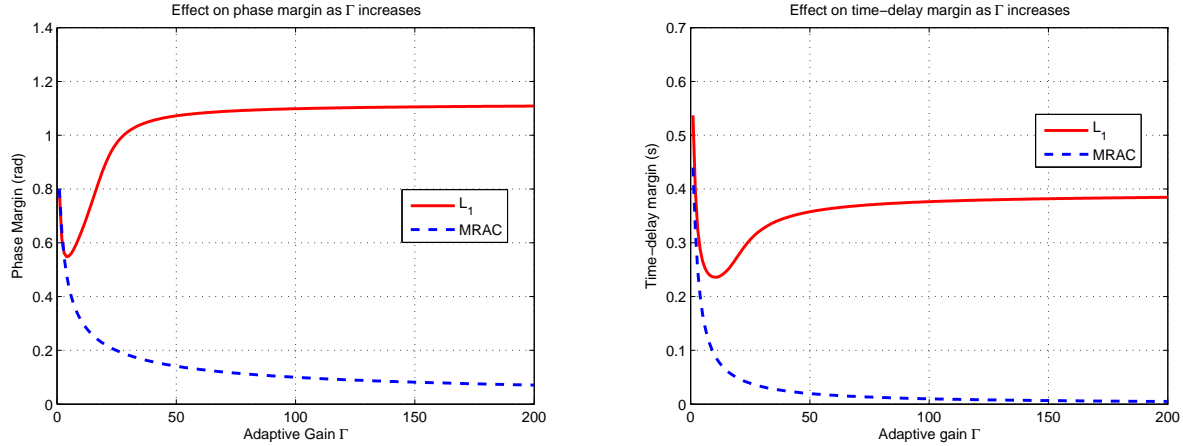 Effect on phase margin as Γ increases
1.4
1.2
1
0.8
0.6
0.4
0.2
0
0
50
100
150
200
Phase Margin (rad)
Adaptive Gain Γ
L1
MRAC
Effect on time−delay margin as Γ increases
0.7
0.6
0.5
0.4
0.3
0.2
0.1
0
0
50
100
150
200
Time−delay margin (s)
Adaptive gain Γ
L1
MRAC